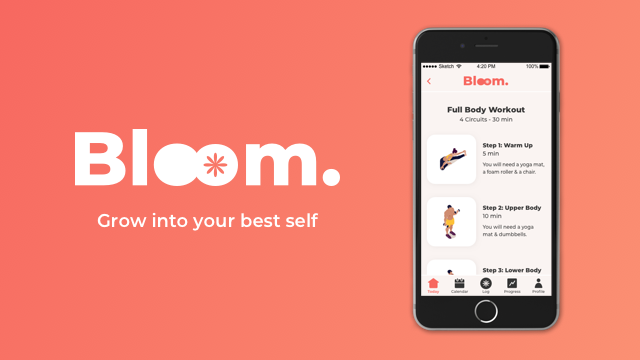 Bloom.
Grow into your best self
Sketch
4:20 PM
100%
Bloom.
Full Body Workout
4 Circuits - 30 min
Step 1: Warm Up
5 min
You will need a yoga mat,
a foam roller & a chair.
Step 2: Upper Body
10 min
You will need a yoga
mat & dumbbells.
Step 3: Lower Body
Today
Calendar
Log
Progress
Profile